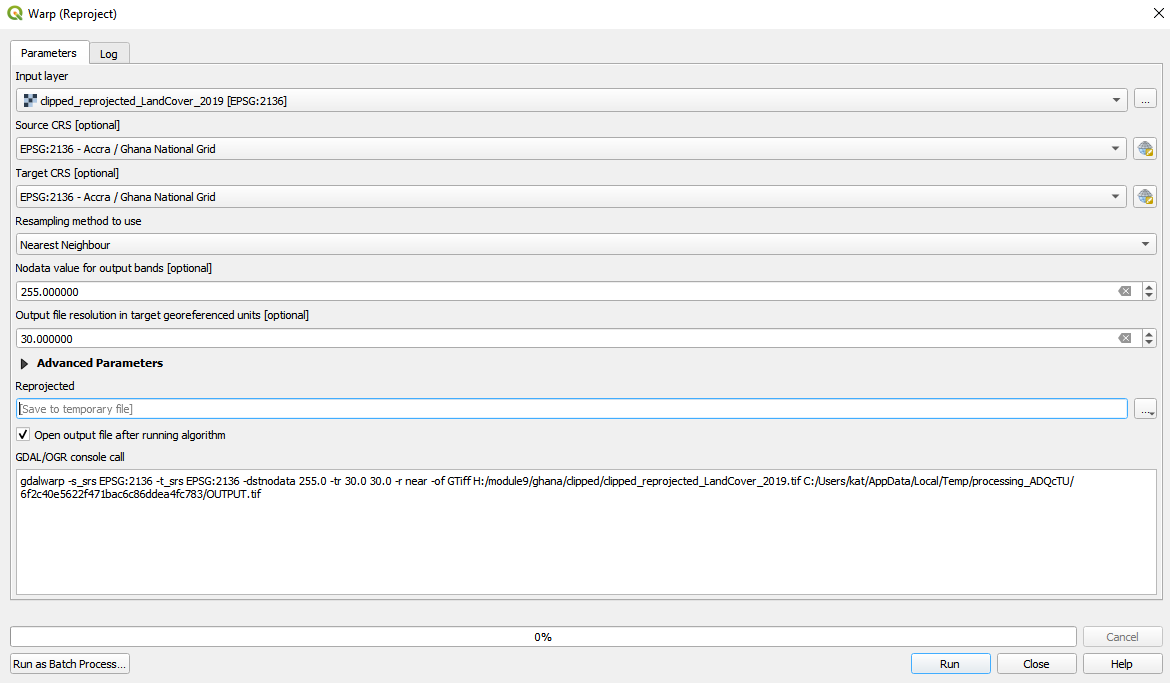 Warp (Reproject)
Parameters
Log
Input layer
clipped_reprojected_LandCover_2019 [EPSG:2136]
...
Source CRS [optional]
EPSG:2136 - Accra / Ghana National Grid
Target CRS [optional]
EPSG:2136 - Accra / Ghana National Grid
Resampling method to use
Nearest Neighbour
Nodata value for output bands [optional]
255.000000
Output file resolution in target georeferenced units [optional]
30.000000
Advanced Parameters
Reprojected
[Save to temporary file]
...
Open output file after running algorithm
GDAL/OGR console call
gdalwarp -s_srs EPSG:2136 -t_srs EPSG:2136 -dstnodata 255.0 -tr 30.0 30.0 -r near -of GTiff H:/module9/ghana/clipped/clipped_reprojected_LandCover_2019.tif C:/Users/kat/AppData/Local/Temp/processing_ADQcTU/
6f2c40e5622f471bac6c86ddea4fc783/OUTPUT.tif
0%
Cancel
Run as Batch Process...
Run
Close
Help